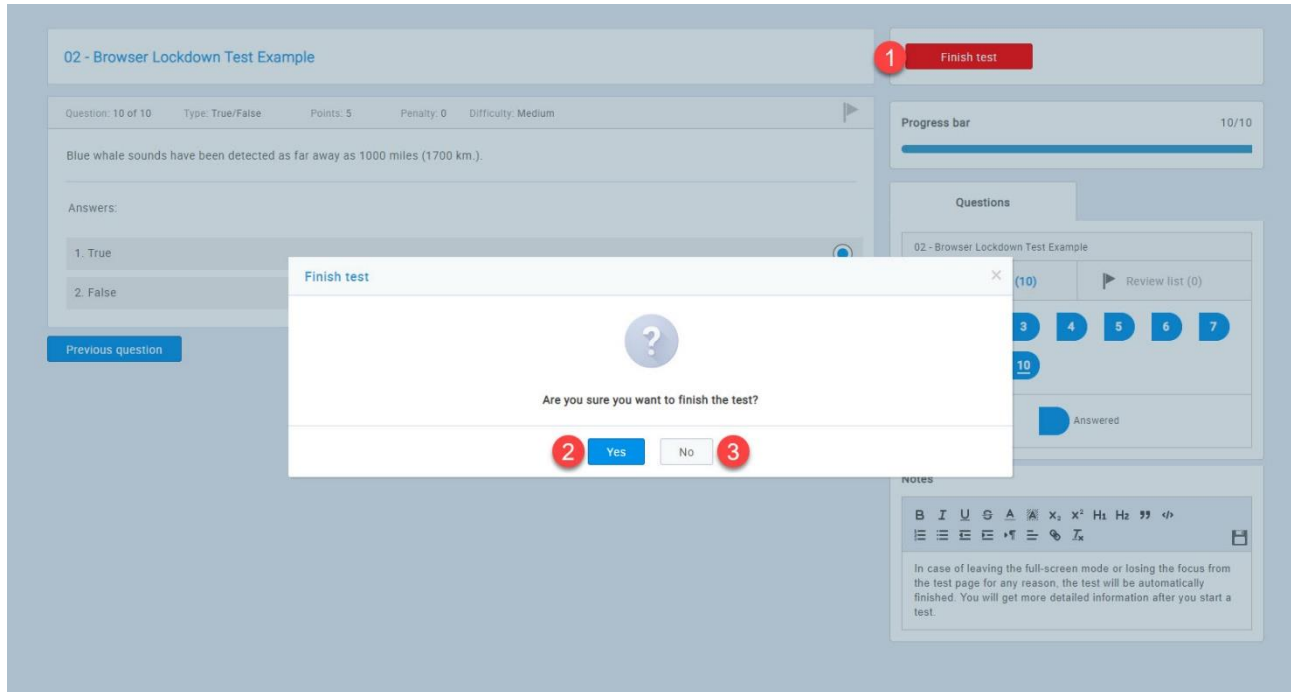 02 - Browser Lockdown Test Example
1
Finish test
Question: 10 of 10 Type: True/False Points: 5 Penalty: 0 Difficulty: Medium
Blue whale sounds have been detected as far away as 1000 miles (1700 km.).
Answers:
1. True
2. False
Previous question
Progress bar 10/10
Questions
02 - Browser Lockdown Test Example
(10) Review list (0)
3 4 5 6 7
10
Answered
Finish test ×
?
Are you sure you want to finish the test?
2 Yes No 3
Notes
B I U S A A X₂ X² H1 H2 ” </>
In case of leaving the full-screen mode or losing the focus from
the test page for any reason, the test will be automatically
finished. You will get more detailed information after you start a
test.